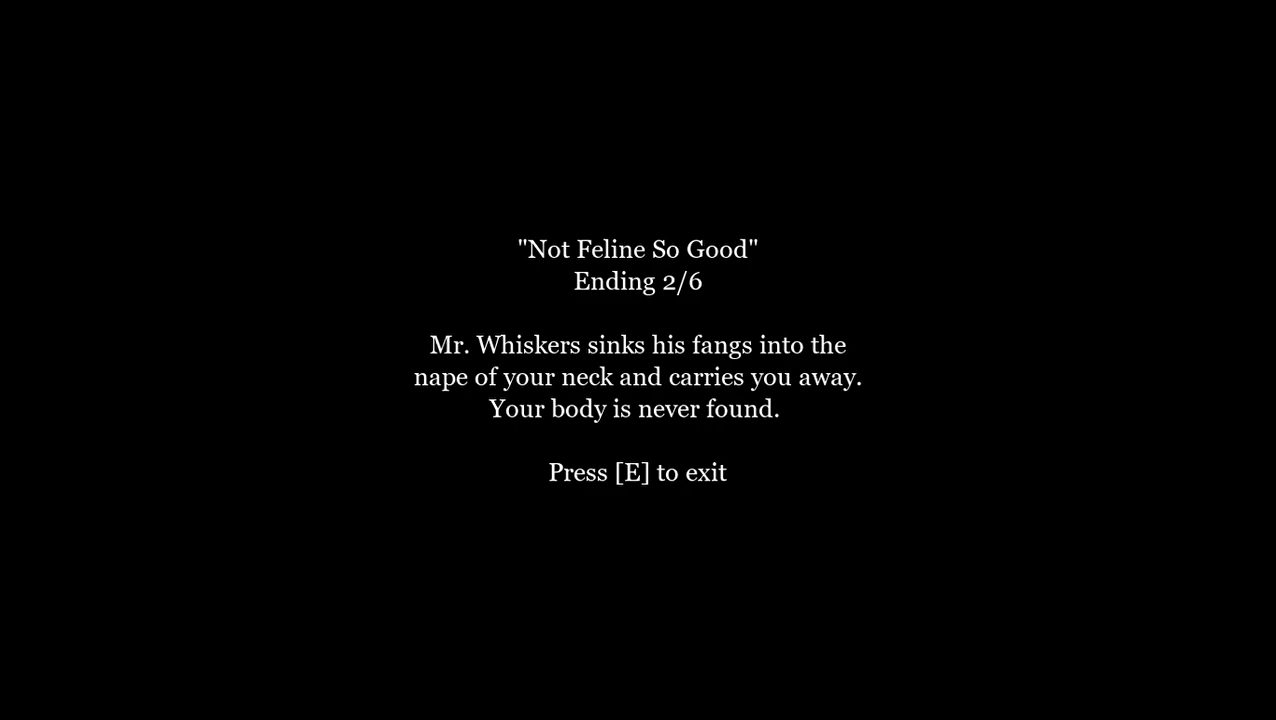 "Not Feline So Good"
Ending 2/6
Mr. Whiskers sinks his fangs into the
nape of your neck and carries you away.
Your body is never found.
Press [E] to exit